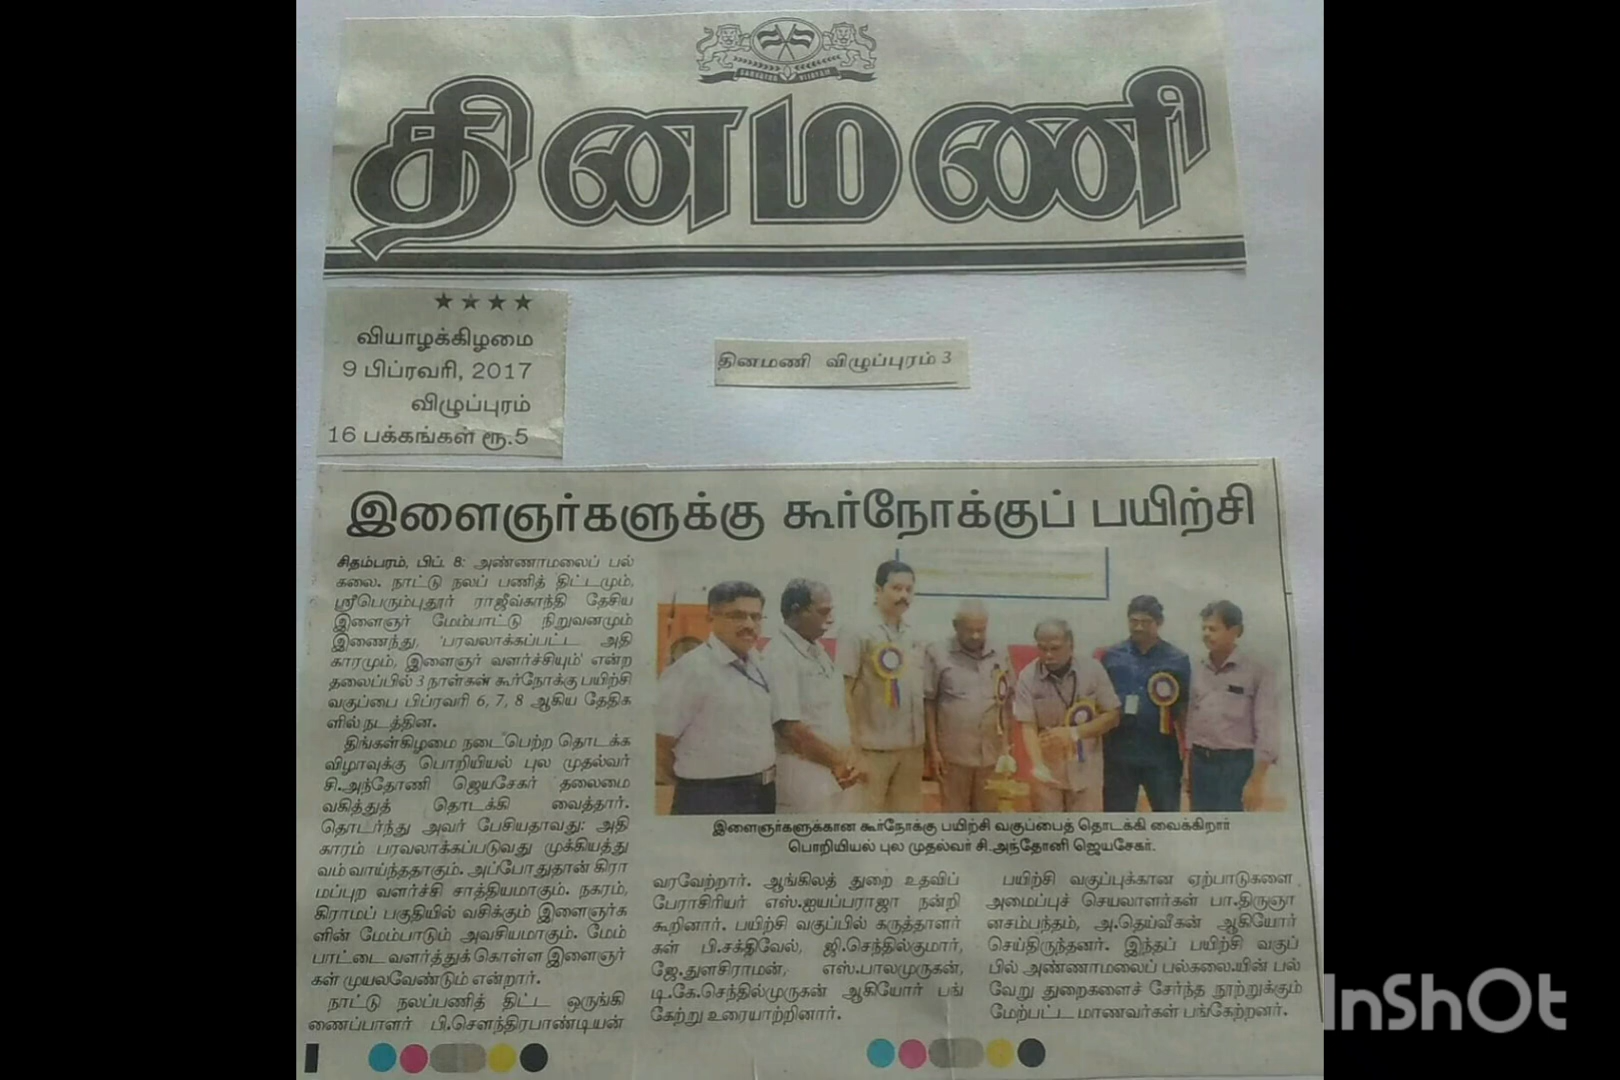 தினமணி
★★★★
வியாழக்கிழமை
9 பிப்ரவரி, 2017
விழுப்புரம்
16 பக்கங்கள் ரூ.5
தினமணி விழுப்புரம் 3
இளைஞர்களுக்கு கூர்நோக்குப் பயிற்சி
சிதம்பரம், பிப். 8: அண்ணாமலைப் பல்
கலை. நாட்டு நலப் பணித் திட்டமும்,
ஸ்ரீபெரும்புதூர் ராஜீவ்காந்தி தேசிய
இளைஞர் மேம்பாட்டு நிறுவனமும்
இணைந்து, 'பரவலாக்கப்பட்ட அதி
காரமும், இளைஞர் வளர்ச்சியும்' என்ற
தலைப்பில் 3 நாள்கள் கூர்நோக்கு பயிற்சி
வகுப்பை பிப்ரவரி 6, 7, 8 ஆகிய தேதிக
ளில் நடத்தின.
திங்கள்கிழமை நடைபெற்ற தொடக்க
விழாவுக்கு பொறியியல் புல முதல்வர்
சி.அந்தோணி ஜெயசேகர் தலைமை
வகித்துத் தொடக்கி வைத்தார்.
தொடர்ந்து அவர் பேசியதாவது: அதி
காரம் பரவலாக்கப்படுவது முக்கியத்து
வம் வாய்ந்ததாகும். அப்போதுதான் கிரா
மப்புற வளர்ச்சி சாத்தியமாகும். நகரம்,
கிராமப் பகுதியில் வசிக்கும் இளைஞர்க
ளின் மேம்பாடும் அவசியமாகும். மேம்
பாட்டை வளர்த்துக் கொள்ள இளைஞர்
கள் முயலவேண்டும் என்றார்.
நாட்டு நலப்பணித் திட்ட ஒருங்கி
ணைப்பாளர் பி.சௌந்திரபாண்டியன்
இளைஞர்களுக்கான கூர்நோக்கு பயிற்சி வகுப்பைத் தொடக்கி வைக்கிறார்
பொறியியல் புல முதல்வர் சி.அந்தோனி ஜெயசேகர்.
வரவேற்றார். ஆங்கிலத் துறை உதவிப்
பேராசிரியர் எஸ்.ஐயப்பராஜா நன்றி
கூறினார். பயிற்சி வகுப்பில் கருத்தாளர்
கள் பி.சக்திவேல், ஜி.செந்தில்குமார்,
ஜே.துளசிராமன், எஸ்.பாலமுருகன்,
டி.கே.செந்தில்முருகன் ஆகியோர் பங்
கேற்று உரையாற்றினார்.
பயிற்சி வகுப்புக்கான ஏற்பாடுகளை
அமைப்புச் செயலாளர்கள் பா.திருஞா
னசம்பந்தம், அ.தெய்வீகன் ஆகியோர்
செய்திருந்தனர். இந்தப் பயிற்சி வகுப்
பில் அண்ணாமலைப் பல்கலை.யின் பல்
வேறு துறைகளைச் சேர்ந்த நூற்றுக்கும்
மேற்பட்ட மாணவர்கள் பங்கேற்றனர்.
InShOt